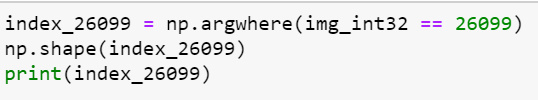 index_26099 = np.argwhere(img_int32 == 26099)
np.shape(index_26099)
print(index_26099)